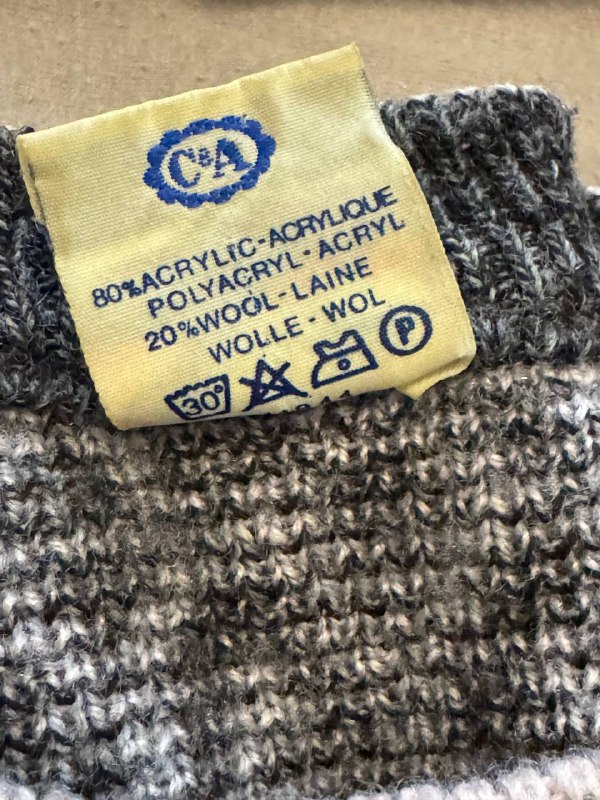 C&A
80%ACRYLIC-ACRYLIQUE
POLYACRYL-ACRYL
20%WOOL-LAINE
WOLLE-WOL
30° P